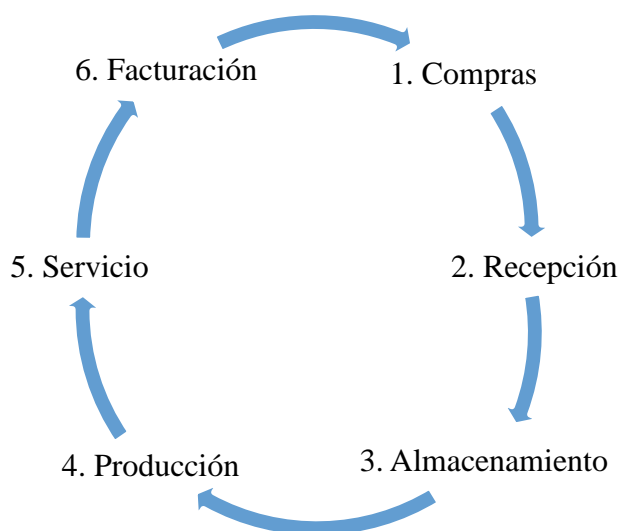 1. Compras
2. Recepción
3. Almacenamiento
4. Producción
5. Servicio
6. Facturación